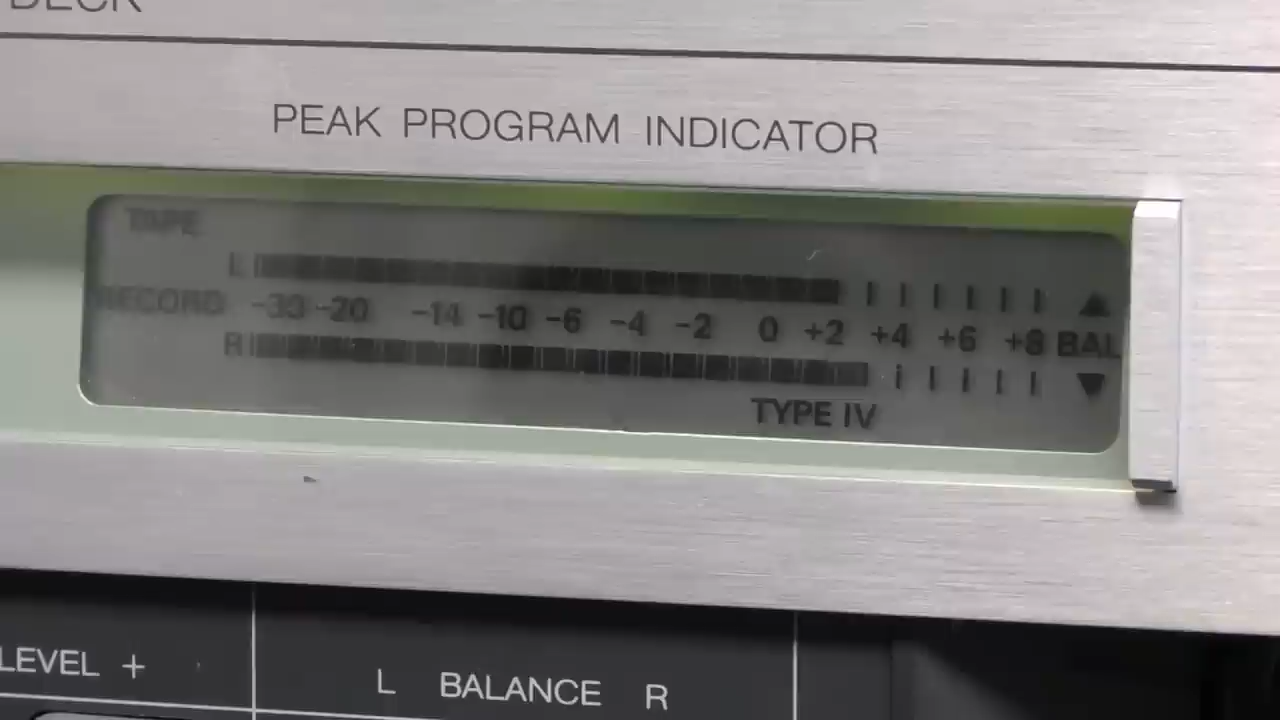 DECK
PEAK PROGRAM INDICATOR
TAPE
L
RECORD -30 -20 -14 -10 -6 -4 -2 0 +2 +4 +6 +8 BAL
R
TYPE IV
LEVEL +
L BALANCE R